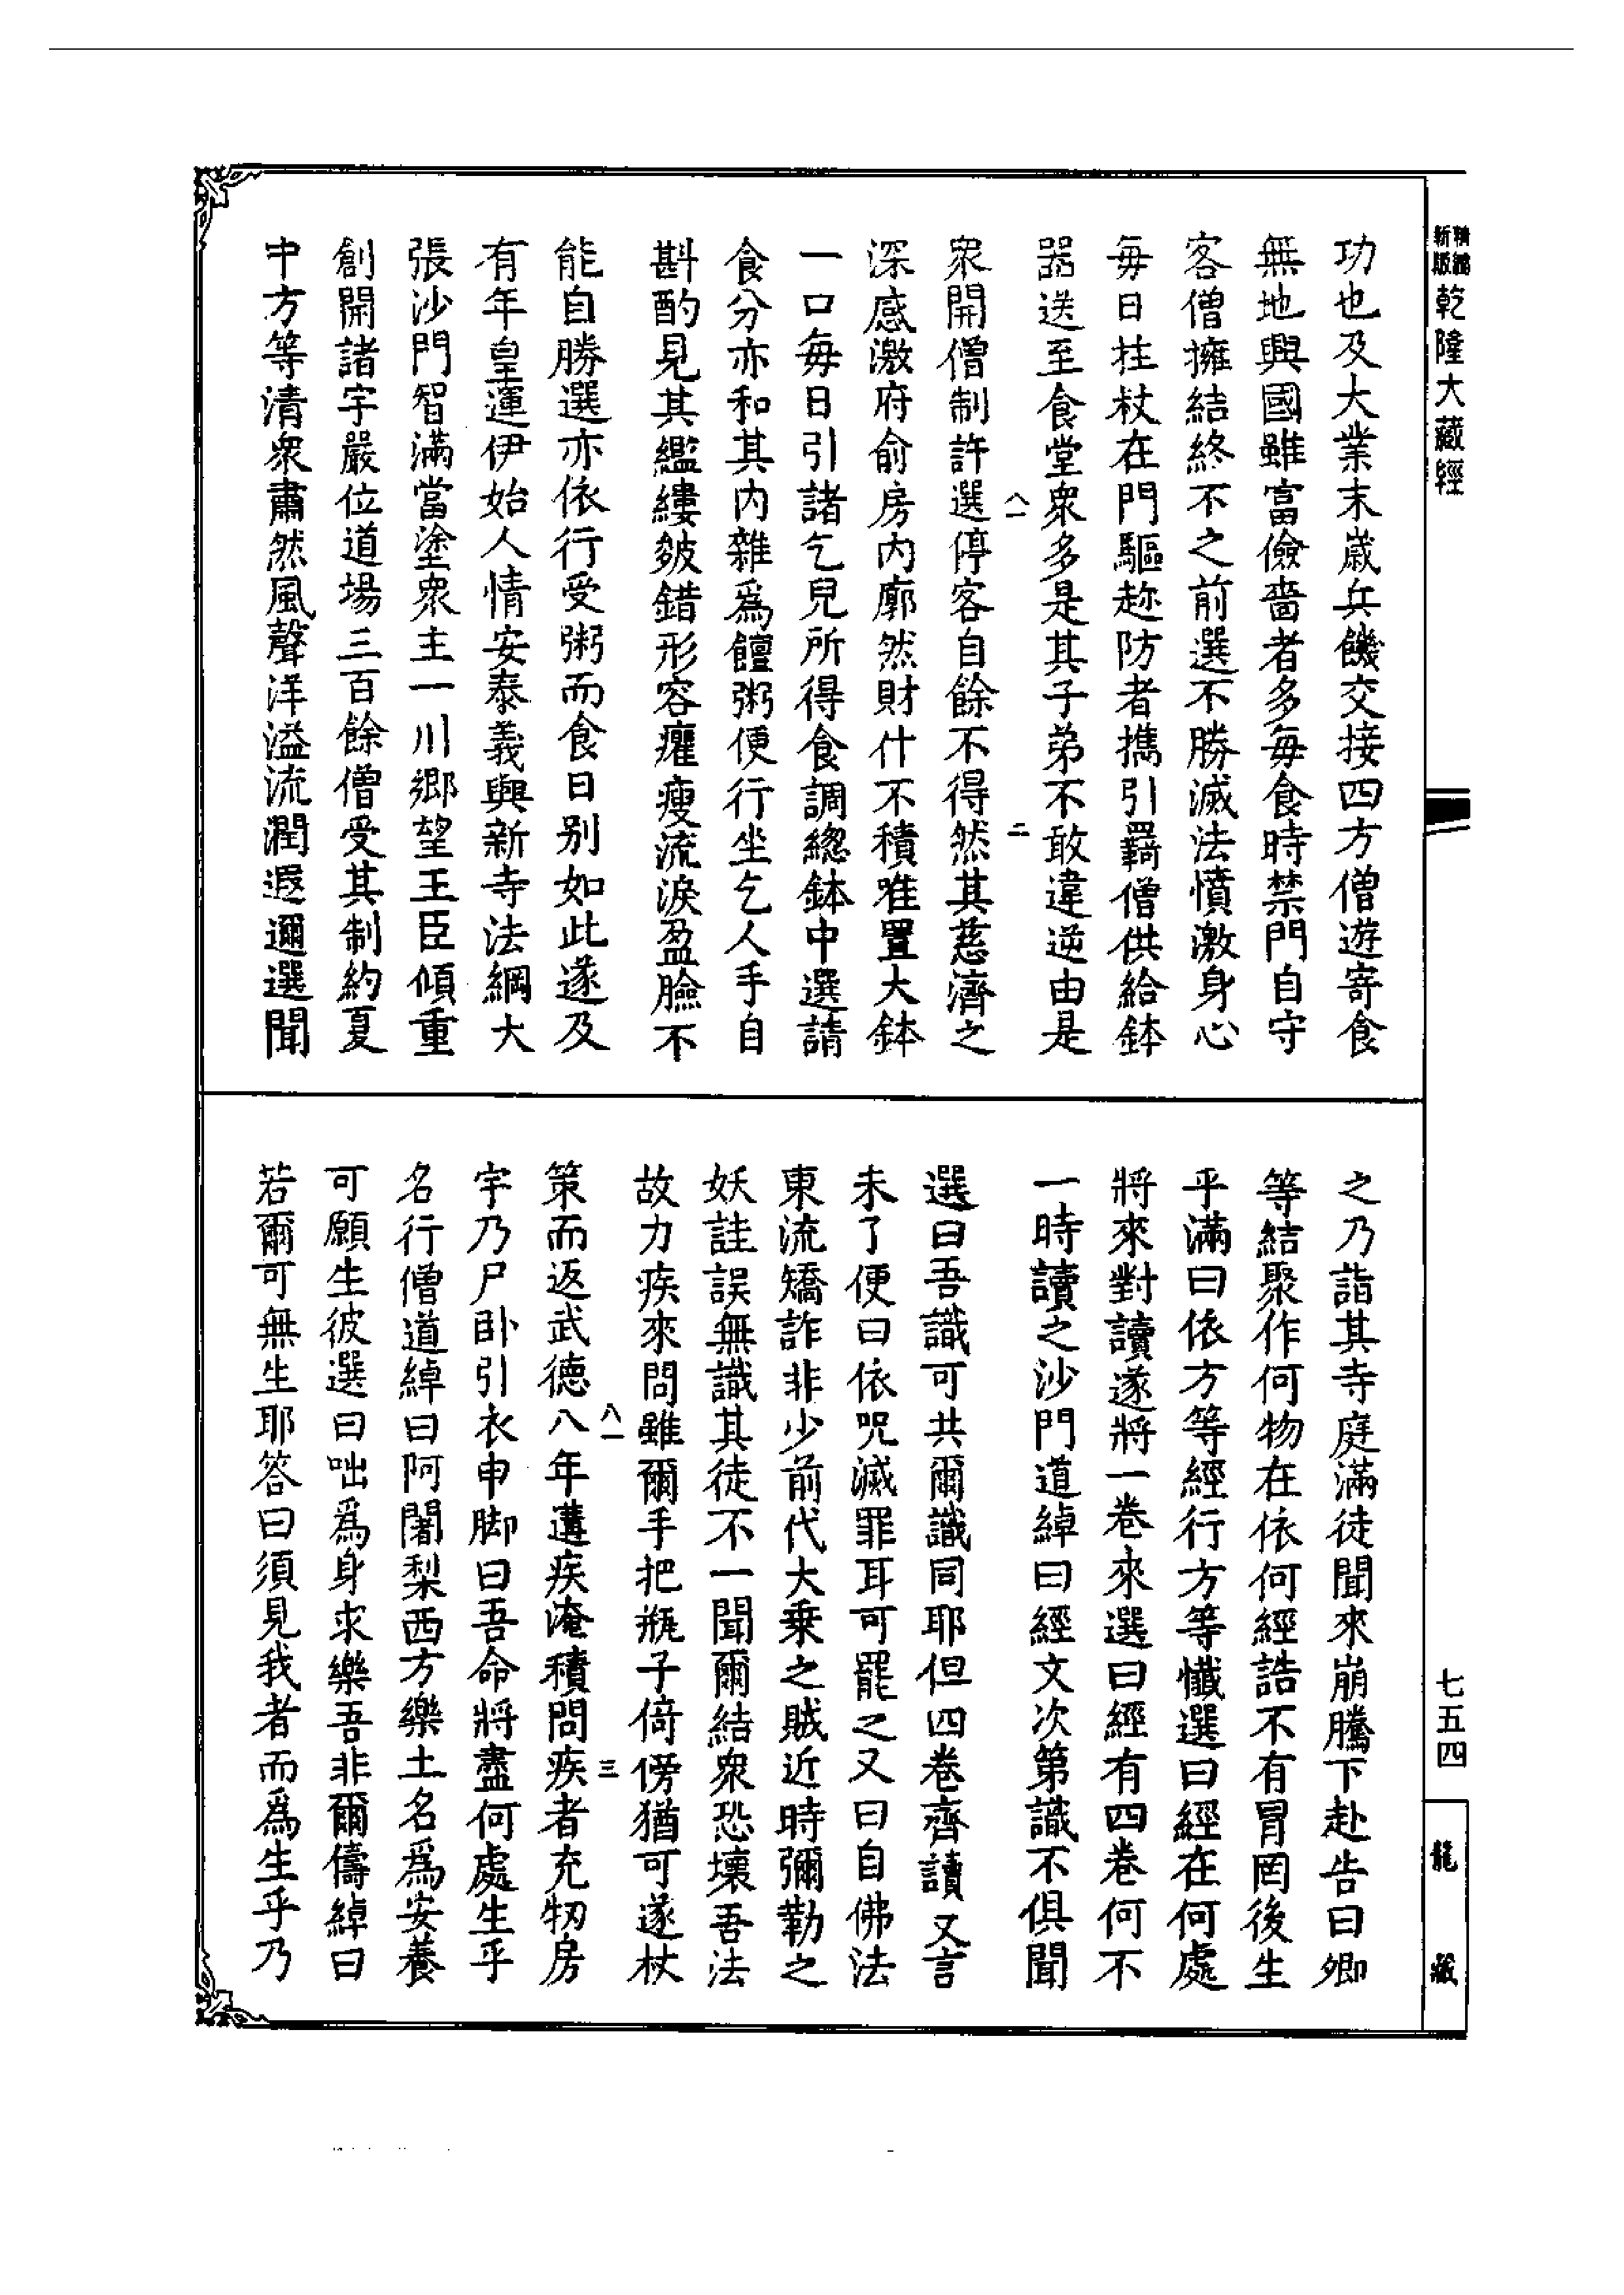 精編
新版
乾隆大藏經
功也及大業末歲兵饑交接四方僧遊寄食
無地興國雖富儉嗇者多每食時禁門自守
客僧擁結終不之前選不勝滅法憤激身心
每日拄杖在門驅趂防者擕引羇僧供給鉢
器送至食堂衆多是其子弟不敢違逆由是
八一
二
衆開僧制許選停客自餘不得然其慈濟之
深感激府俞房内廓然財什不積唯置大鉢
一口每日引諸乞兒所得食調總鉢中選請
食分亦和其内雜爲饘粥便行坐乞人手自
斟酌見其繿縷皴錯形容癯瘦流淚盈臉不
能自勝選亦依行受粥而食日别如此遂及
有年皇運伊始人情安泰義興新寺法綱大
張沙門智滿當塗衆主一川鄉望王臣傾重
創開諸宇嚴位道場三百餘僧受其制約夏
中方等清衆肅然風聲洋溢流潤遐邇選聞
之乃詣其寺庭滿徒聞來崩騰下赴告曰卿
等結聚作何物在依何經誥不有冐罔後生
乎滿曰依方等經行方等懺選曰經在何處
將來對讀遂將一卷來選曰經有四卷何不
一時讀之沙門道綽曰經文次第識不俱聞
選曰吾識可共爾識同耶但四卷齊讀又言
未了便曰依咒滅罪耳可罷之又曰自佛法
東流矯詐非少前代大乗之賊近時彌勒之
妖詿誤無識其徒不一聞爾結衆恐壞吾法
故力疾來問雖爾手把瓶子倚傍猶可遂杖
八一
三
策而返武德八年遘疾淹積問疾者充牣房
宇乃尸卧引衣申脚曰吾命將盡何處生乎
名行僧道綽曰阿闍梨西方樂土名爲安養
可願生彼選曰咄爲身求樂吾非爾儔綽曰
若爾可無生耶答曰須見我者而爲生乎乃
七五四
龍藏